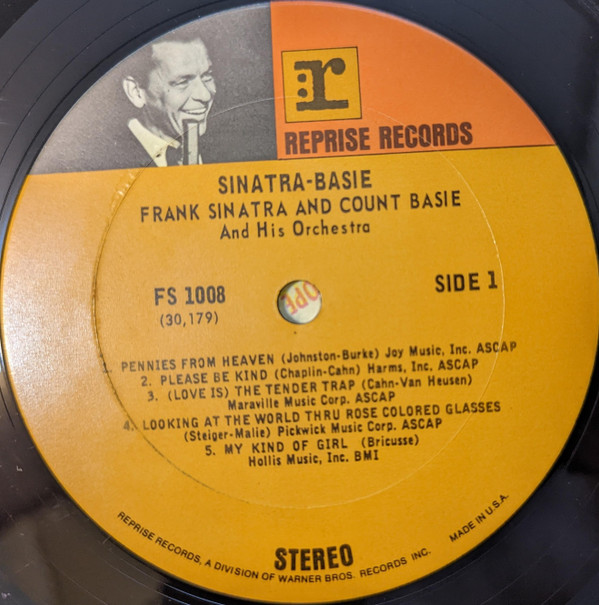 r:
REPRISE RECORDS
SINATRA-BASIE
FRANK SINATRA AND COUNT BASIE
And His Orchestra
FS 1008
SIDE 1
(30,179)
1. PENNIES FROM HEAVEN (Johnston-Burke) Joy Music, Inc. ASCAP
2. PLEASE BE KIND (Chaplin-Cahn) Harms, Inc. ASCAP
3. (LOVE IS) THE TENDER TRAP (Cahn-Van Heusen)
Maraville Music Corp. ASCAP
4. LOOKING AT THE WORLD THRU ROSE COLORED GLASSES
(Steiger-Malie) Pickwick Music Corp. ASCAP
5. MY KIND OF GIRL (Bricusse)
Hollis Music, Inc. BMI
STEREO
REPRISE RECORDS, A DIVISION OF WARNER BROS. RECORDS INC.
MADE IN U.S.A.